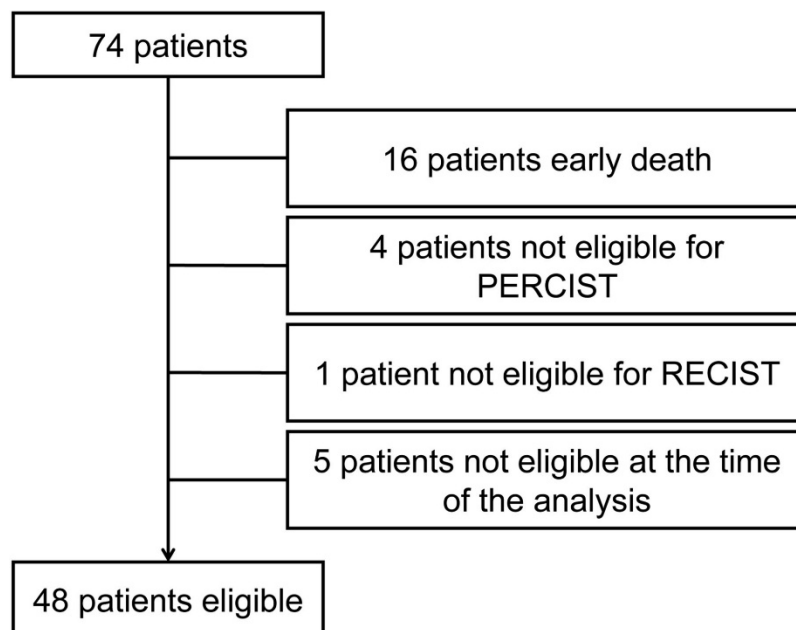 74 patients
16 patients early death
4 patients not eligible for
PERCIST
1 patient not eligible for RECIST
5 patients not eligible at the time
of the analysis
48 patients eligible